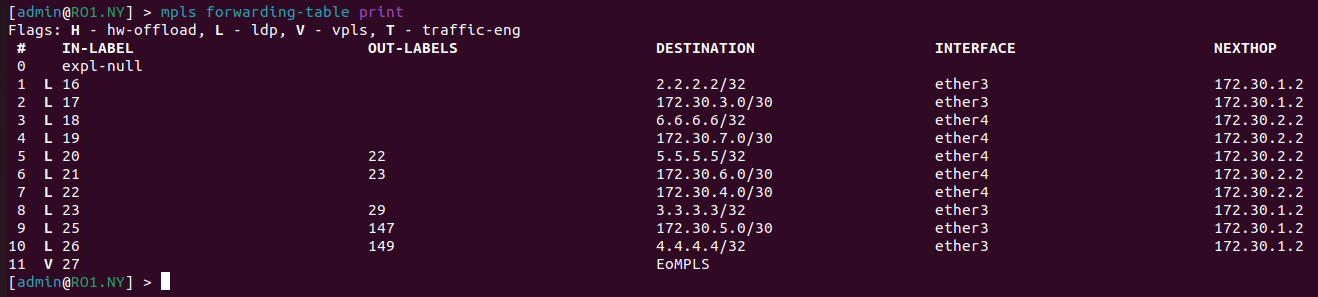 [admin@RO1.NY] > mpls forwarding-table print
Flags: H - hw-offload, L - ldp, V - vpls, T - traffic-eng
# IN-LABEL OUT-LABELS DESTINATION INTERFACE NEXTHOP
0 expl-null
1 L 16 2.2.2.2/32 ether3 172.30.1.2
2 L 17 172.30.3.0/30 ether3 172.30.1.2
3 L 18 6.6.6.6/32 ether4 172.30.2.2
4 L 19 172.30.7.0/30 ether4 172.30.2.2
5 L 20 22 5.5.5.5/32 ether4 172.30.2.2
6 L 21 23 172.30.6.0/30 ether4 172.30.2.2
7 L 22 172.30.4.0/30 ether4 172.30.2.2
8 L 23 29 3.3.3.3/32 ether3 172.30.1.2
9 L 25 147 172.30.5.0/30 ether3 172.30.1.2
10 L 26 149 4.4.4.4/32 ether3 172.30.1.2
11 V 27 EoMPLS
[admin@RO1.NY] >